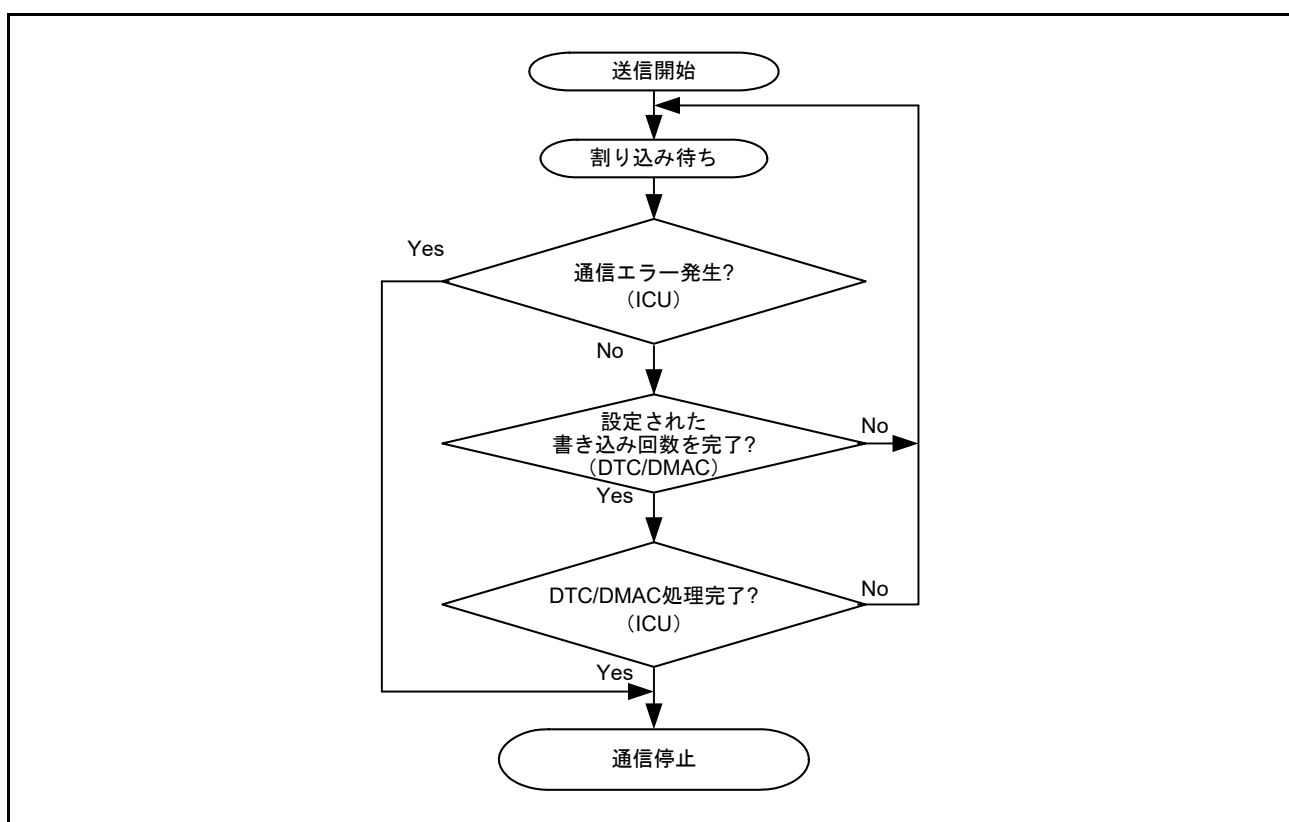 送信開始
割り込み待ち
Yes
通信エラー発生?
（ICU）
No
設定された
書き込み回数を完了?
（DTC/DMAC）
No
Yes
DTC/DMAC処理完了?
（ICU）
No
Yes
通信停止